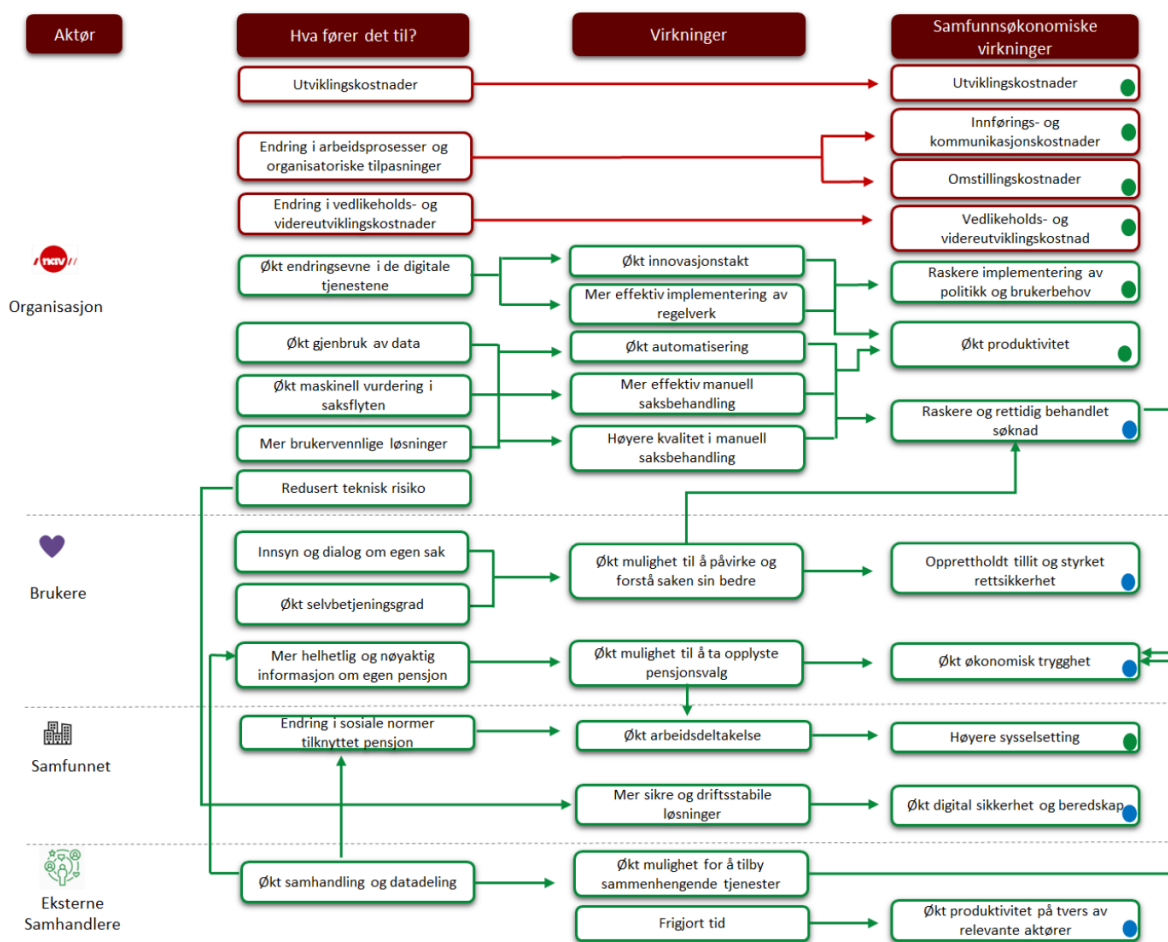 Aktør
Hva fører det til?
Virkninger
Samfunnsøkonomiske
virkninger
Utviklingskostnader
Utviklingskostnader
Endring i arbeidsprosesser og
organisatoriske tilpasninger
Innførings- og
kommunikasjonskostnader
Omstillingskostnader
Endring i vedlikeholds- og
videreutviklingskostnader
Vedlikeholds- og
videreutviklingskostnad
nav
Organisasjon
Økt endringsevne i de digitale
tjenestene
Økt innovasjonstakt
Mer effektiv implementering av
regelverk
Raskere implementering av
politikk og brukerbehov
Økt gjenbruk av data
Økt automatisering
Økt produktivitet
Økt maskinell vurdering i
saksflyten
Mer effektiv manuell
saksbehandling
Mer brukervennlige løsninger
Høyere kvalitet i manuell
saksbehandling
Raskere og rettidig behandlet
søknad
Redusert teknisk risiko
Brukere
Innsyn og dialog om egen sak
Økt selvbetjeningsgrad
Økt mulighet til å påvirke og
forstå saken sin bedre
Opprettholdt tillit og styrket
rettsikkerhet
Mer helhetlig og nøyaktig
informasjon om egen pensjon
Økt mulighet til å ta opplyste
pensjonsvalg
Økt økonomisk trygghet
Samfunnet
Endring i sosiale normer
tilknyttet pensjon
Økt arbeidsdeltakelse
Høyere sysselsetting
Mer sikre og driftsstabile
løsninger
Økt digital sikkerhet og beredskap
Eksterne
Samhandlere
Økt samhandling og datadeling
Økt mulighet for å tilby
sammenhengende tjenester
Frigjort tid
Økt produktivitet på tvers av
relevante aktører